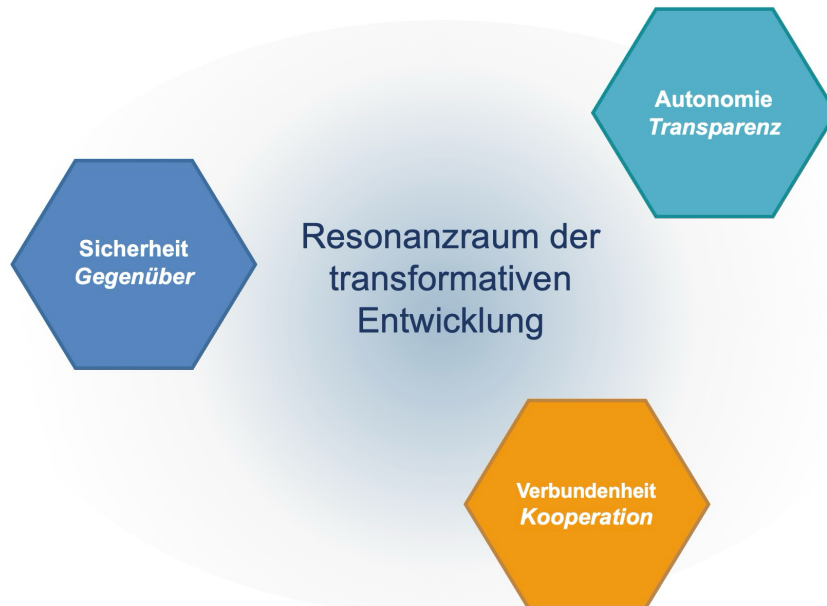 Autonomie
Transparenz
Sicherheit
Gegenüber
Resonanzraum der
transformativen
Entwicklung
Verbundenheit
Kooperation